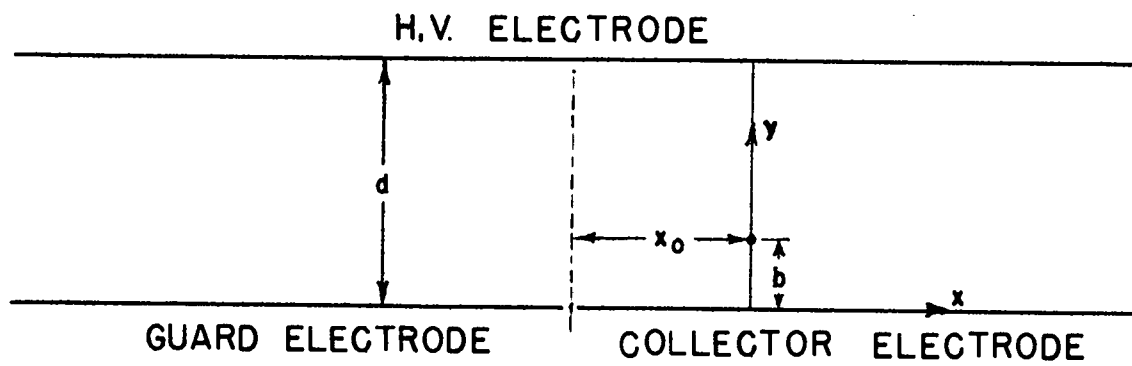 H.V. ELECTRODE
y
d
x₀
b
x
GUARD ELECTRODE
COLLECTOR ELECTRODE